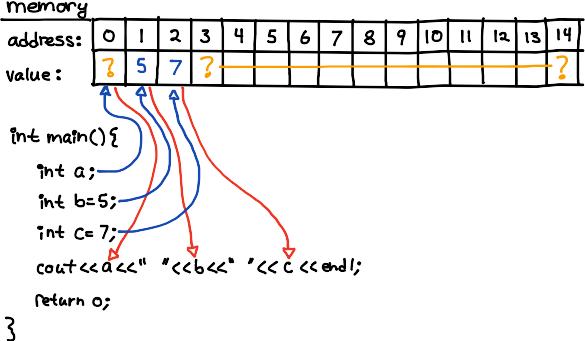 memory
address: 0 1 2 3 4 5 6 7 8 9 10 11 12 13 14
value: ? 5 7 ? ?
int main(){
int a;
int b=5;
int c=7;
cout<<a<<" "<<b<<" "<<c<<endl;
return 0;
}